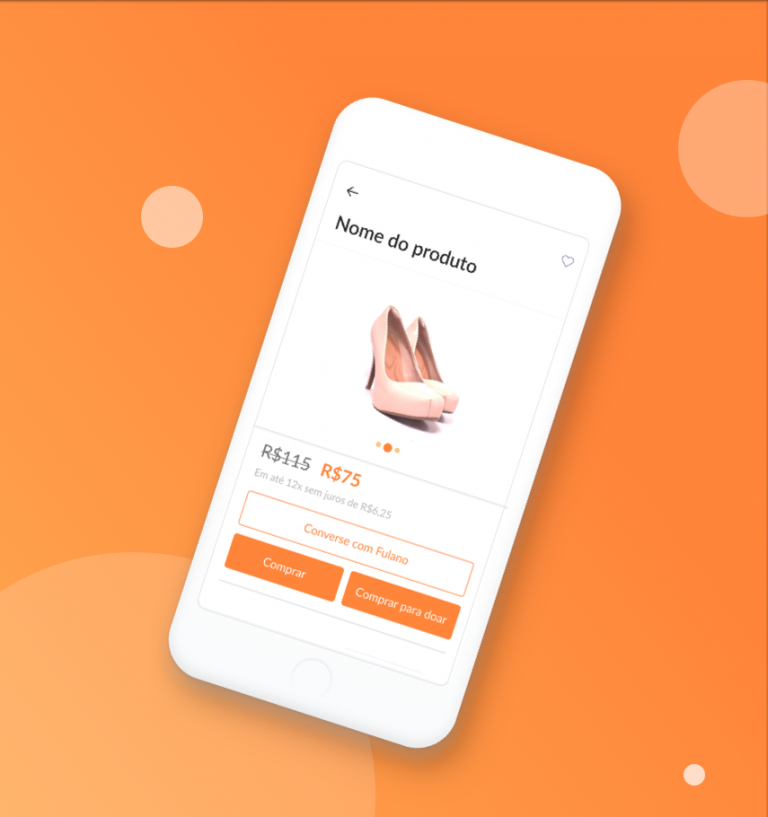 Nome do produto
R$115 R$75
Em até 12x sem juros de R$6,25
Converse com Fulano
Comprar
Comprar para doar